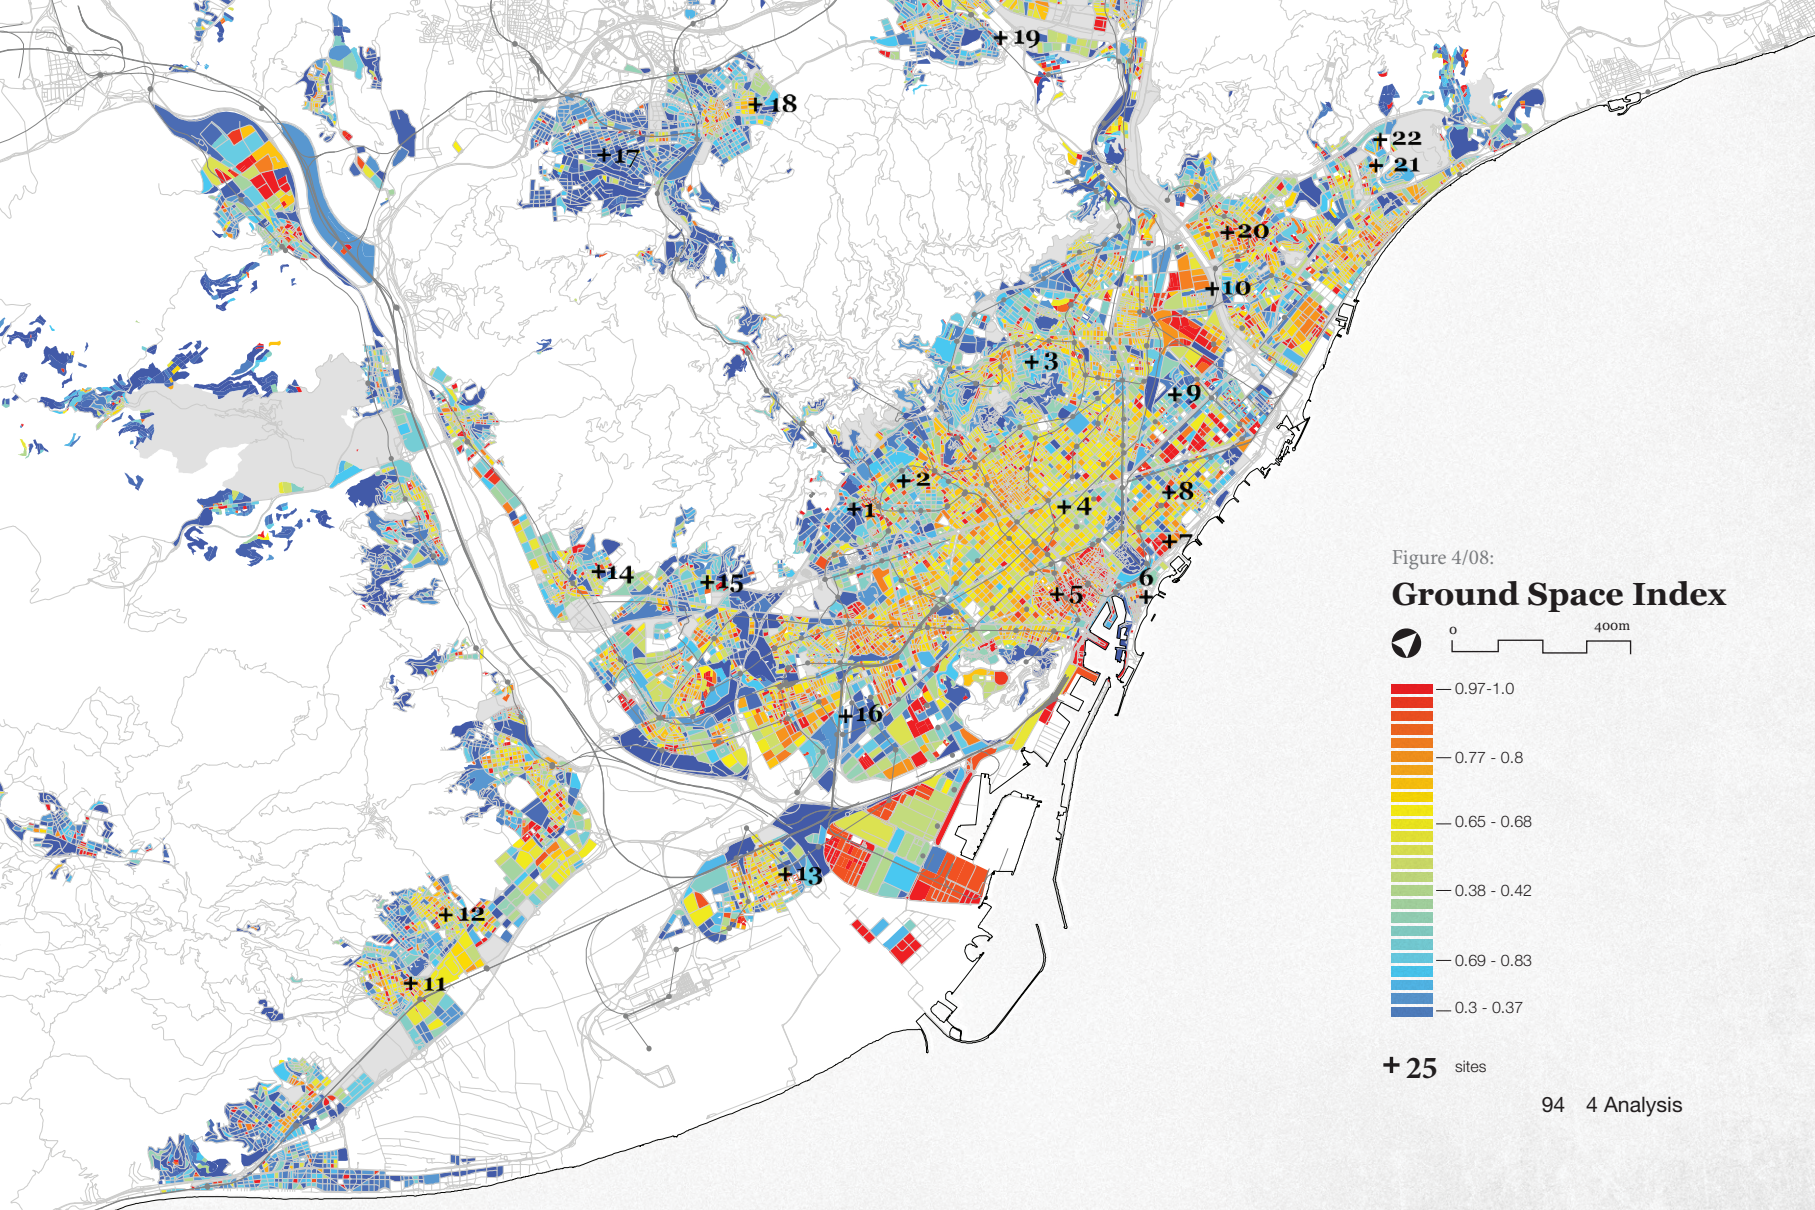 + 19
+ 18
+ 22
+ 21
+ 17
+ 20
+ 10
+ 3
+ 9
+ 2
+ 1
+ 4
+ 8
+ 7
6
+
+ 5
+ 14
+ 15
+ 16
+ 13
+ 12
+ 11
Figure 4/08:
Ground Space Index
0 400m
0.97-1.0
0.77 - 0.8
0.65 - 0.68
0.38 - 0.42
0.69 - 0.83
0.3 - 0.37
+ 25 sites
94 4 Analysis